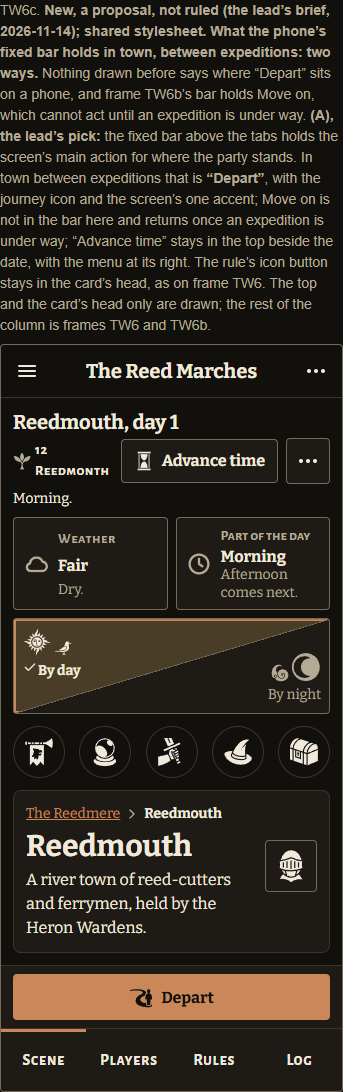 TW6c. New, a proposal, not ruled (the lead’s brief,
2026-11-14); shared stylesheet. What the phone’s
fixed bar holds in town, between expeditions: two
ways. Nothing drawn before says where “Depart” sits
on a phone, and frame TW6b’s bar holds Move on,
which cannot act until an expedition is under way. (A),
the lead’s pick: the fixed bar above the tabs holds the
screen’s main action for where the party stands. In
town between expeditions that is “Depart”, with the
journey icon and the screen’s one accent; Move on is
not in the bar here and returns once an expedition is
under way; “Advance time” stays in the top beside the
date, with the menu at its right. The rule’s icon button
stays in the card’s head, as on frame TW6. The top
and the card’s head only are drawn; the rest of the
column is frames TW6 and TW6b.
The Reed Marches
Reedmouth, day 1
12
Reedmonth
Advance time
Morning.
Weather
Fair
Dry.
Part of the day
Morning
Afternoon
comes next.
By day
By night
The Reedmere > Reedmouth
Reedmouth
A river town of reed-cutters
and ferrymen, held by the
Heron Wardens.
Depart
Scene Players Rules Log